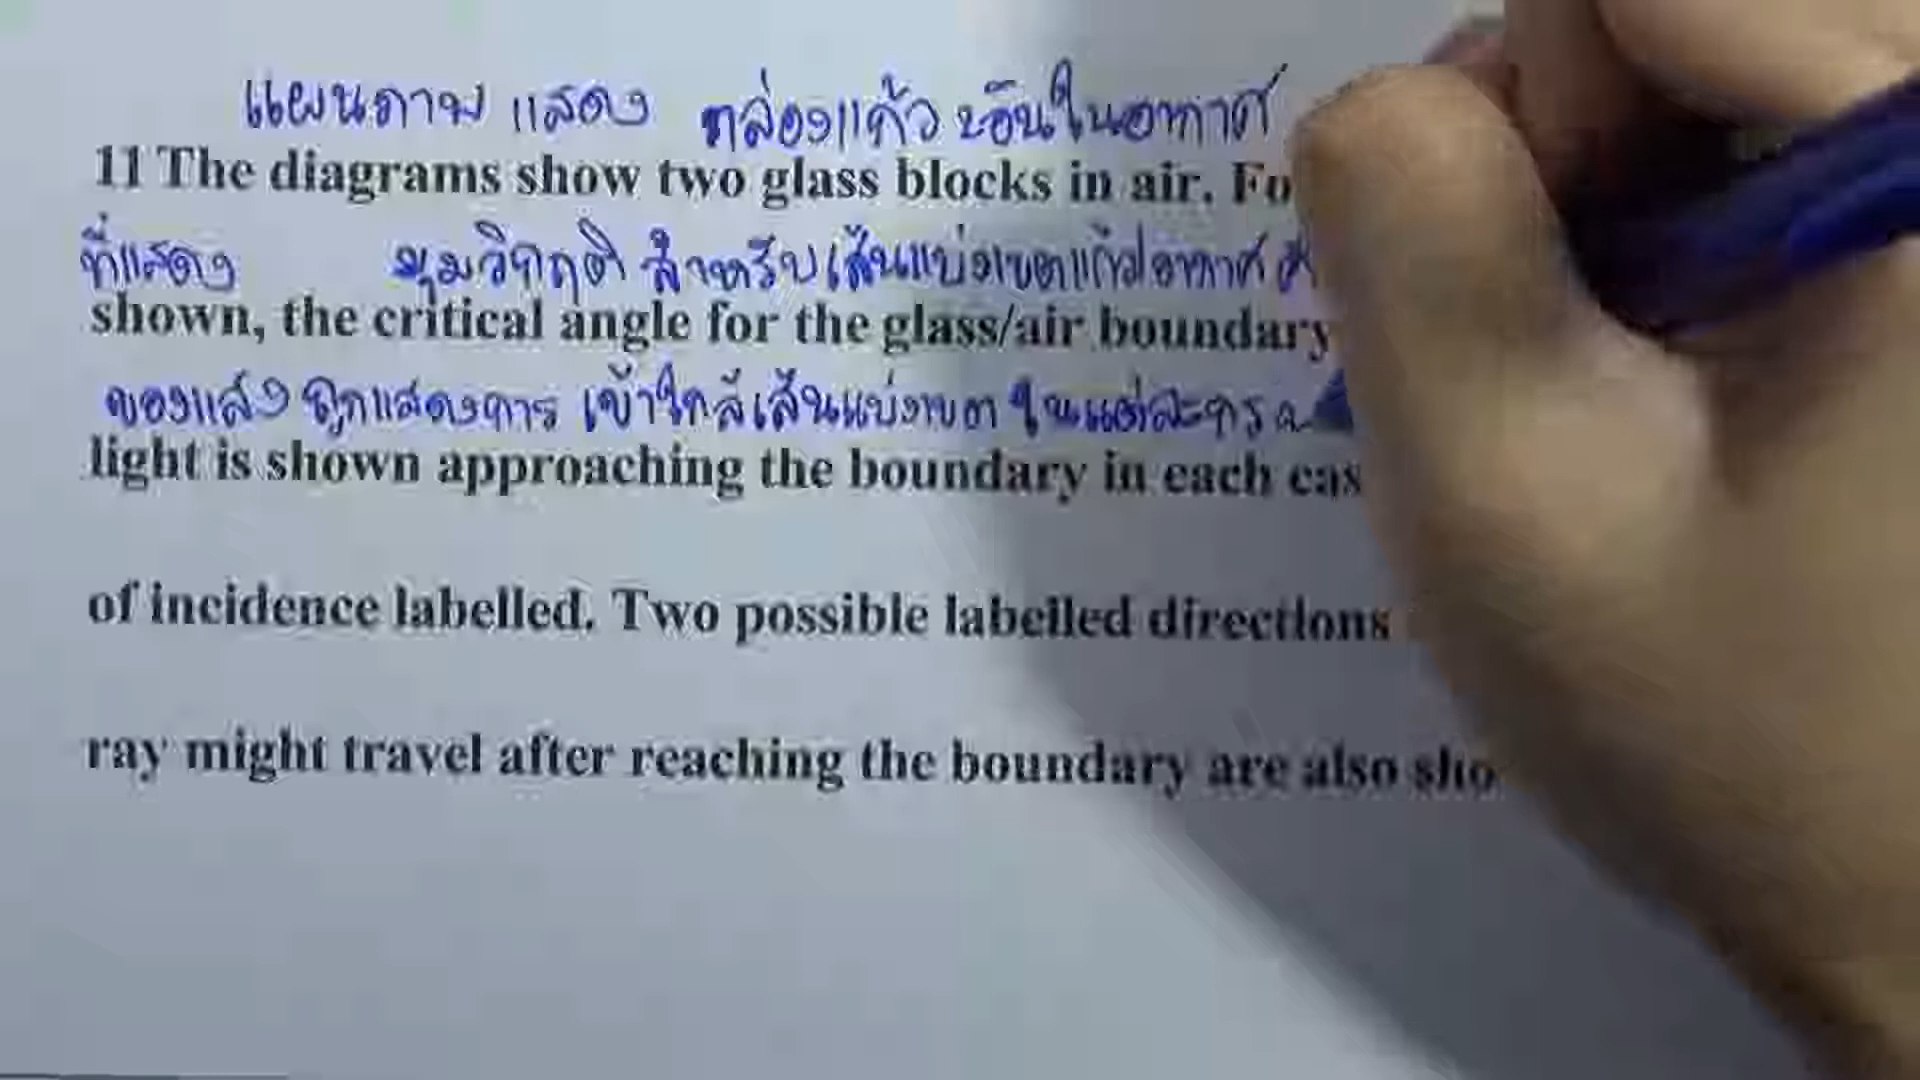 แผนภาพ แสดง กล่องแก้ว ในอากาศ
11 The diagrams show two glass blocks in air. Fo
ที่แสดง มุมวิกฤติ สำหรับเส้นแบ่งเขตแก้ว/อากาศ
shown, the critical angle for the glass/air boundary
ของแสง ถูกแสดงการ เข้าใกล้เส้นแบ่งเขต ในแต่ละกรณ
light is shown approaching the boundary in each cas
of incidence labelled. Two possible labelled directions
ray might travel after reaching the boundary are also sho